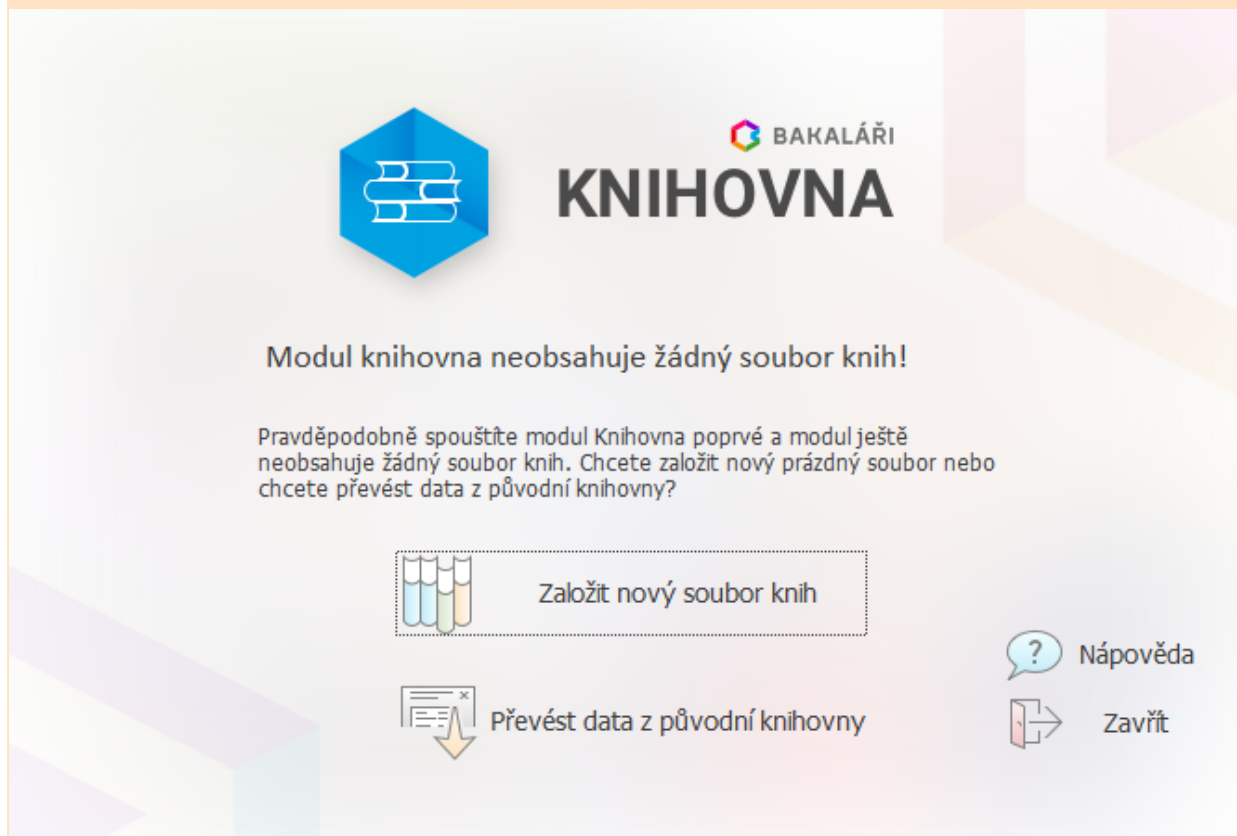 BAKALÁŘI
KNIHOVNA
Modul knihovna neobsahuje žádný soubor knih!
Pravděpodobně spouštíte modul Knihovna poprvé a modul ještě
neobsahuje žádný soubor knih. Chcete založit nový prázdný soubor nebo
chcete převést data z původní knihovny?
Založit nový soubor knih
? Nápověda
Převést data z původní knihovny
Zavřít